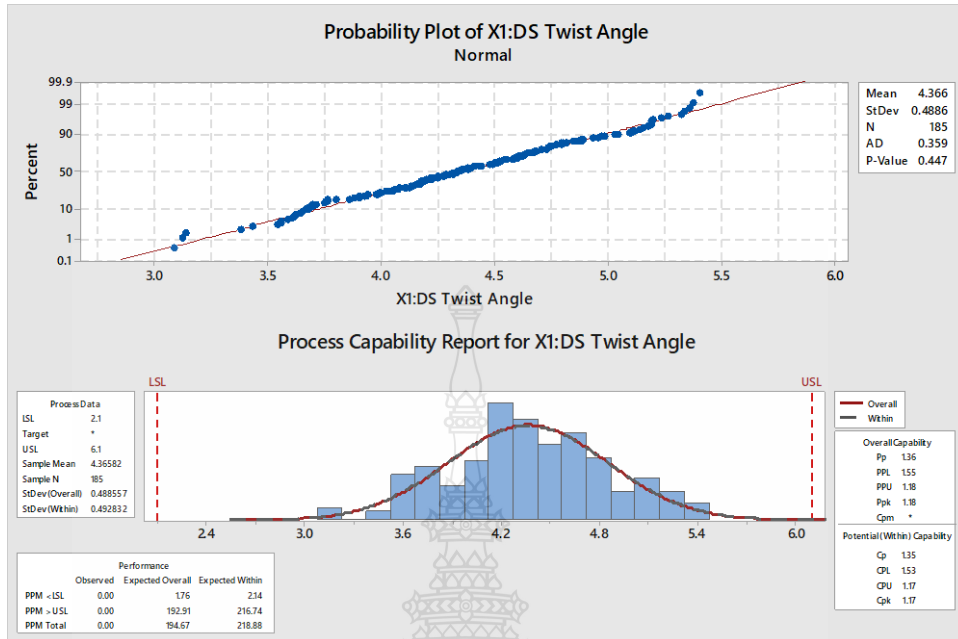 Probability Plot of X1:DS Twist Angle
Normal
99.9
99
90
50
10
1
0.1
Percent
3.0 3.5 4.0 4.5 5.0 5.5 6.0
X1:DS Twist Angle
Mean 4.366
StDev 0.4886
N 185
AD 0.359
P-Value 0.447
Process Capability Report for X1:DS Twist Angle
LSL USL
Process Data
LSL 2.1
Target *
USL 6.1
Sample Mean 4.36582
Sample N 185
StDev(Overall) 0.488557
StDev(Within) 0.492832
Overall
Within
Overall Capability
Pp 1.36
PPL 1.55
PPU 1.18
Ppk 1.18
Cpm *
Potential (Within) Capability
Cp 1.35
CPL 1.53
CPU 1.17
Cpk 1.17
2.4 3.0 3.6 4.2 4.8 5.4 6.0
Performance
Observed Expected Overall Expected Within
PPM < LSL 0.00 1.76 2.14
PPM > USL 0.00 192.91 216.74
PPM Total 0.00 194.67 218.88